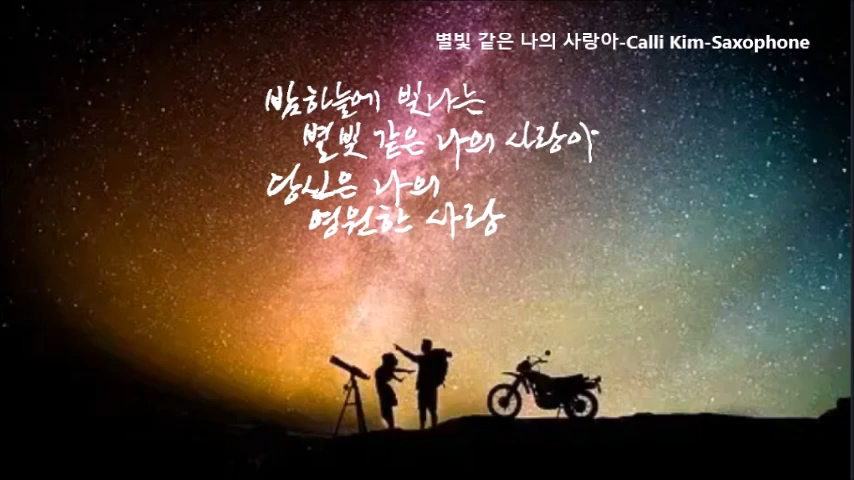 별빛 같은 나의 사랑아-Calli Kim-Saxophone
밤하늘에 빛나는
별빛 같은 나의 사랑아
당신은 나의
영원한 사랑